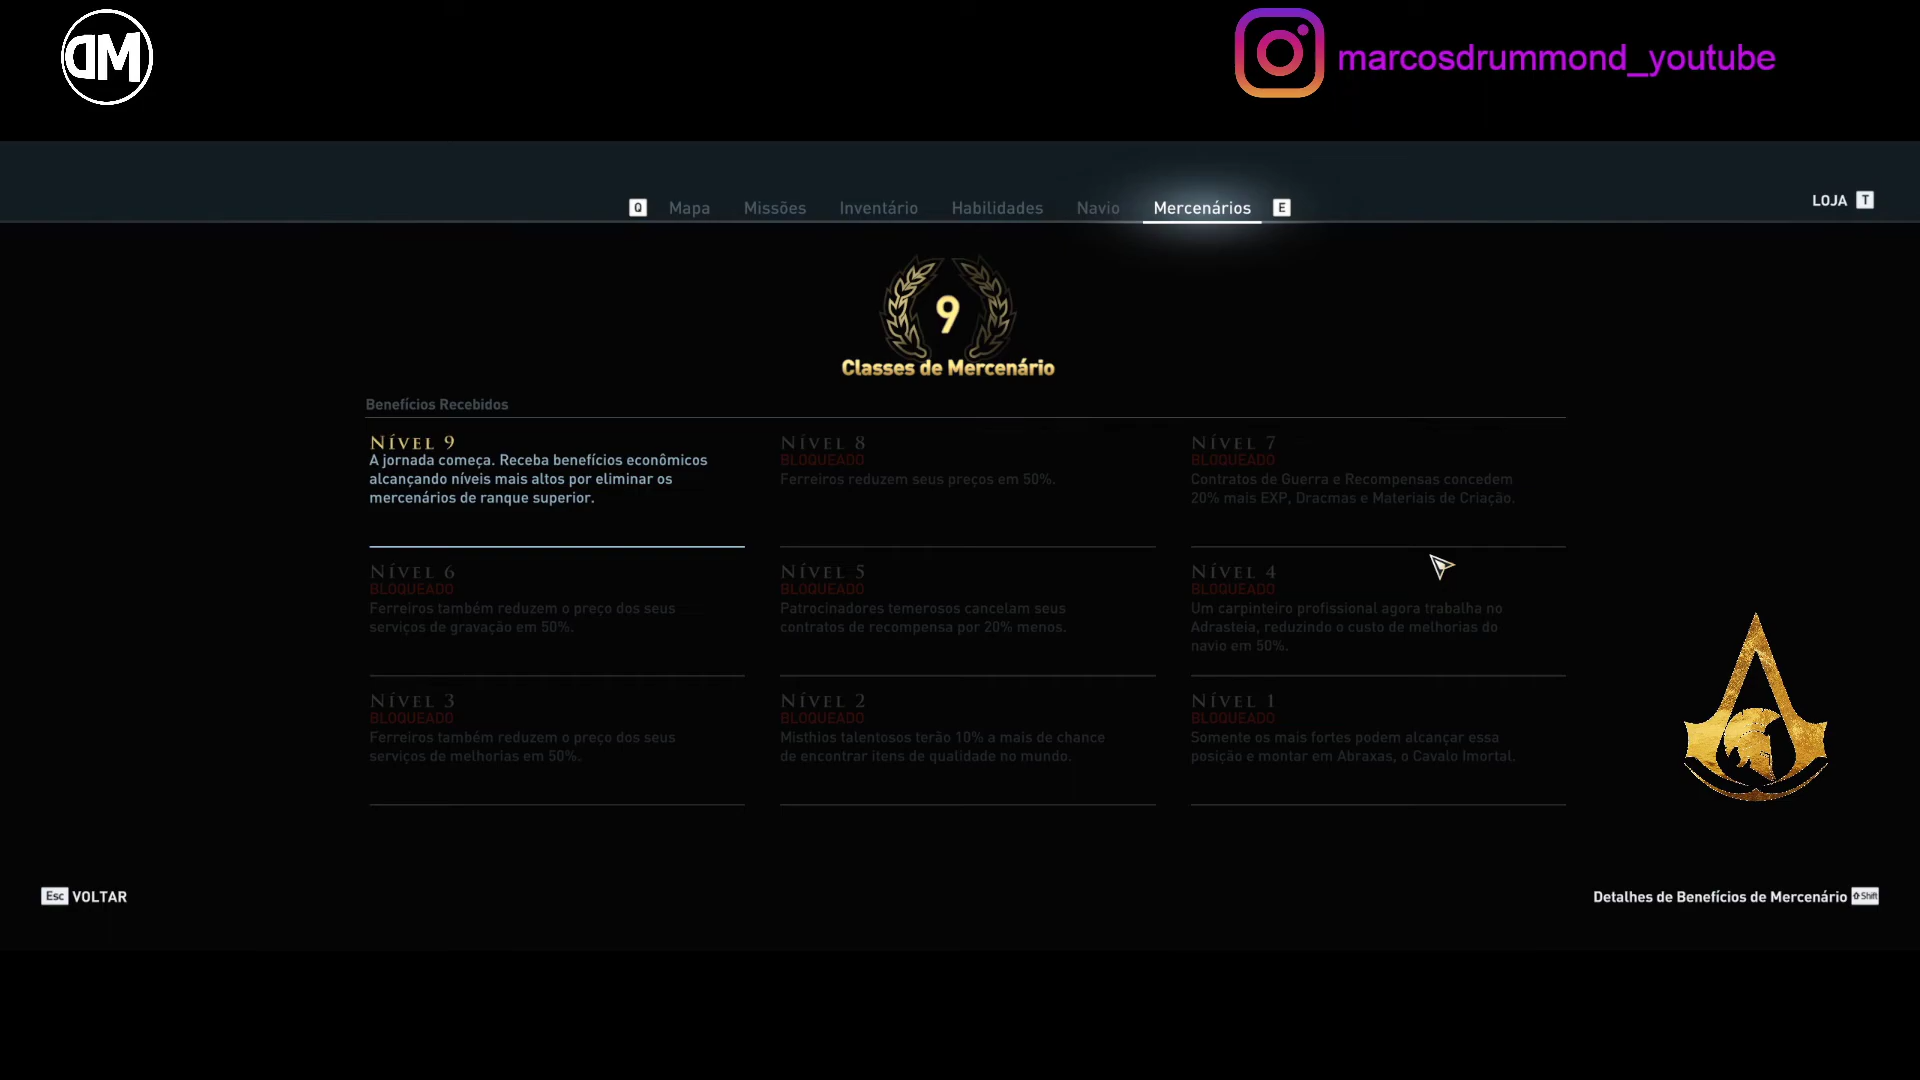 DM
marcosdrummond_youtube
Q Mapa Missões Inventário Habilidades Navio Mercenários E
LOJA T
9
Classes de Mercenário
Benefícios Recebidos
NÍVEL 9
A jornada começa. Receba benefícios econômicos
alcançando níveis mais altos por eliminar os
mercenários de ranque superior.
NÍVEL 8
BLOQUEADO
Ferreiros reduzem seus preços em 50%.
NÍVEL 7
BLOQUEADO
Contratos de Guerra e Recompensas concedem
20% mais EXP, Dracmas e Materiais de Criação.
NÍVEL 6
BLOQUEADO
Ferreiros também reduzem o preço dos seus
serviços de gravação em 50%.
NÍVEL 5
BLOQUEADO
Patrocinadores temerosos cancelam seus
contratos de recompensa por 20% menos.
NÍVEL 4
BLOQUEADO
Um carpinteiro profissional agora trabalha no
Adrasteia, reduzindo o custo de melhorias do
navio em 50%.
NÍVEL 3
BLOQUEADO
Ferreiros também reduzem o preço dos seus
serviços de melhorias em 50%.
NÍVEL 2
BLOQUEADO
Misthios talentosos terão 10% a mais de chance
de encontrar itens de qualidade no mundo.
NÍVEL 1
BLOQUEADO
Somente os mais fortes podem alcançar essa
posição e montar em Abraxas, o Cavalo Imortal.
Esc VOLTAR
Detalhes de Benefícios de Mercenário Shift